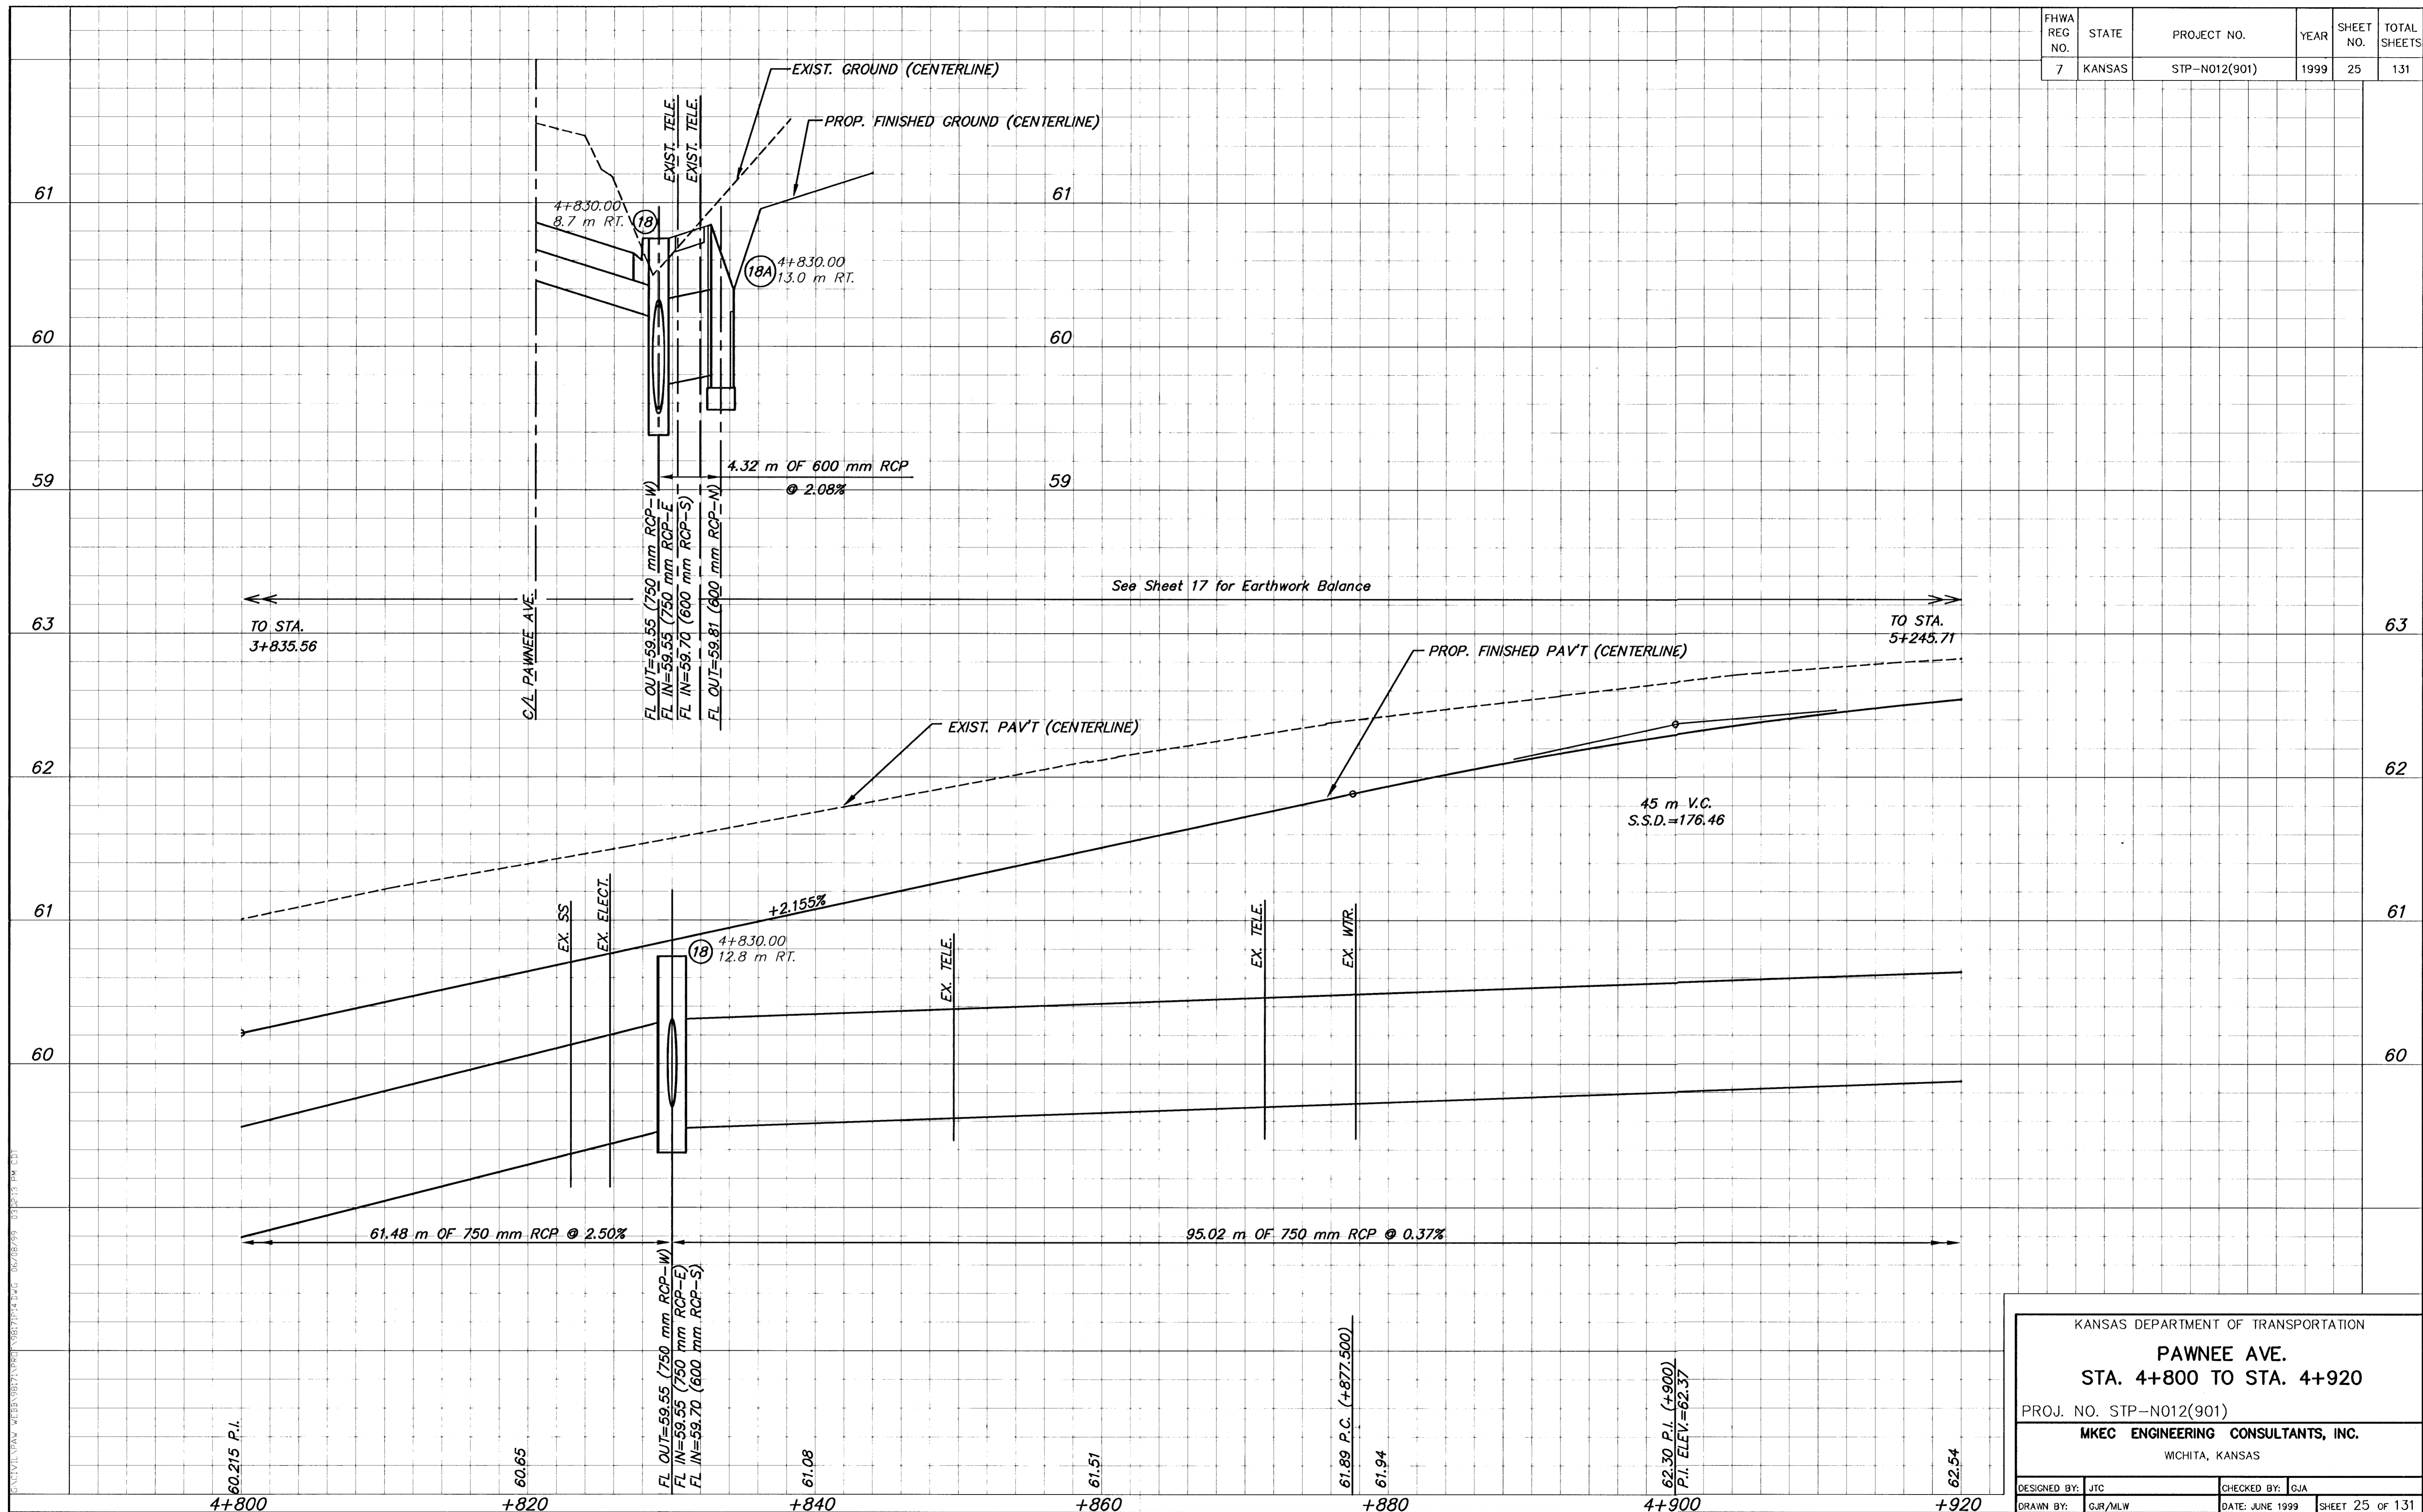 FHWA REG NO. STATE PROJECT NO. YEAR SHEET NO. TOTAL SHEETS
7 KANSAS STP-N012(901) 1999 25 131
EXIST. GROUND (CENTERLINE)
PROP. FINISHED GROUND (CENTERLINE)
EXIST. TELE.
EXIST. TELE.
61 61
4+830.00
8.7 m RT.
18
18A
4+830.00
13.0 m RT.
60 60
4.32 m OF 600 mm RCP
@ 2.08%
59 59
C/L PAWNEE AVE.
FL OUT=59.55 (750 mm RCP-W)
FL IN=59.55 (750 mm RCP-E
FL IN=59.70 (600 mm RCP-S)
FL OUT=59.81 (600 mm RCP-N)
See Sheet 17 for Earthwork Balance
TO STA.
3+835.56
TO STA.
5+245.71
63 63
PROP. FINISHED PAV'T (CENTERLINE)
EXIST. PAV'T (CENTERLINE)
62 62
45 m V.C.
S.S.D.=176.46
+2.155%
61 61
EX. SS
EX. ELECT.
18
4+830.00
12.8 m RT.
EX. TELE.
EX. TELE.
EX. WTR.
60 60
61.48 m OF 750 mm RCP @ 2.50%
95.02 m OF 750 mm RCP @ 0.37%
FL OUT=59.55 (750 mm RCP-W)
FL IN=59.55 (750 mm RCP-E)
FL IN=59.70 (600 mm RCP-S)
60.215 P.I.
60.65
61.08
61.51
61.89 P.C. (+877.500)
61.94
62.30 P.I. (+900)
P.I. ELEV.=62.37
62.54
4+800 +820 +840 +860 +880 4+900 +920
KANSAS DEPARTMENT OF TRANSPORTATION
PAWNEE AVE.
STA. 4+800 TO STA. 4+920
PROJ. NO. STP-N012(901)
MKEC ENGINEERING CONSULTANTS, INC.
WICHITA, KANSAS
DESIGNED BY: JTC CHECKED BY: GJA
DRAWN BY: GJR/MLW DATE: JUNE 1999 SHEET 25 OF 131